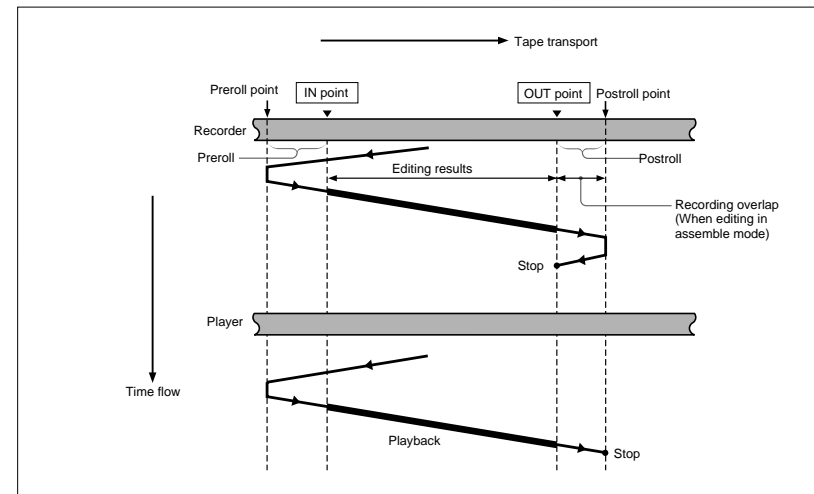 Tape transport
Preroll point
IN point
OUT point
Postroll point
Recorder
Preroll
Editing results
Postroll
Recording overlap
(When editing in
assemble mode)
Stop
Player
Time flow
Playback
Stop